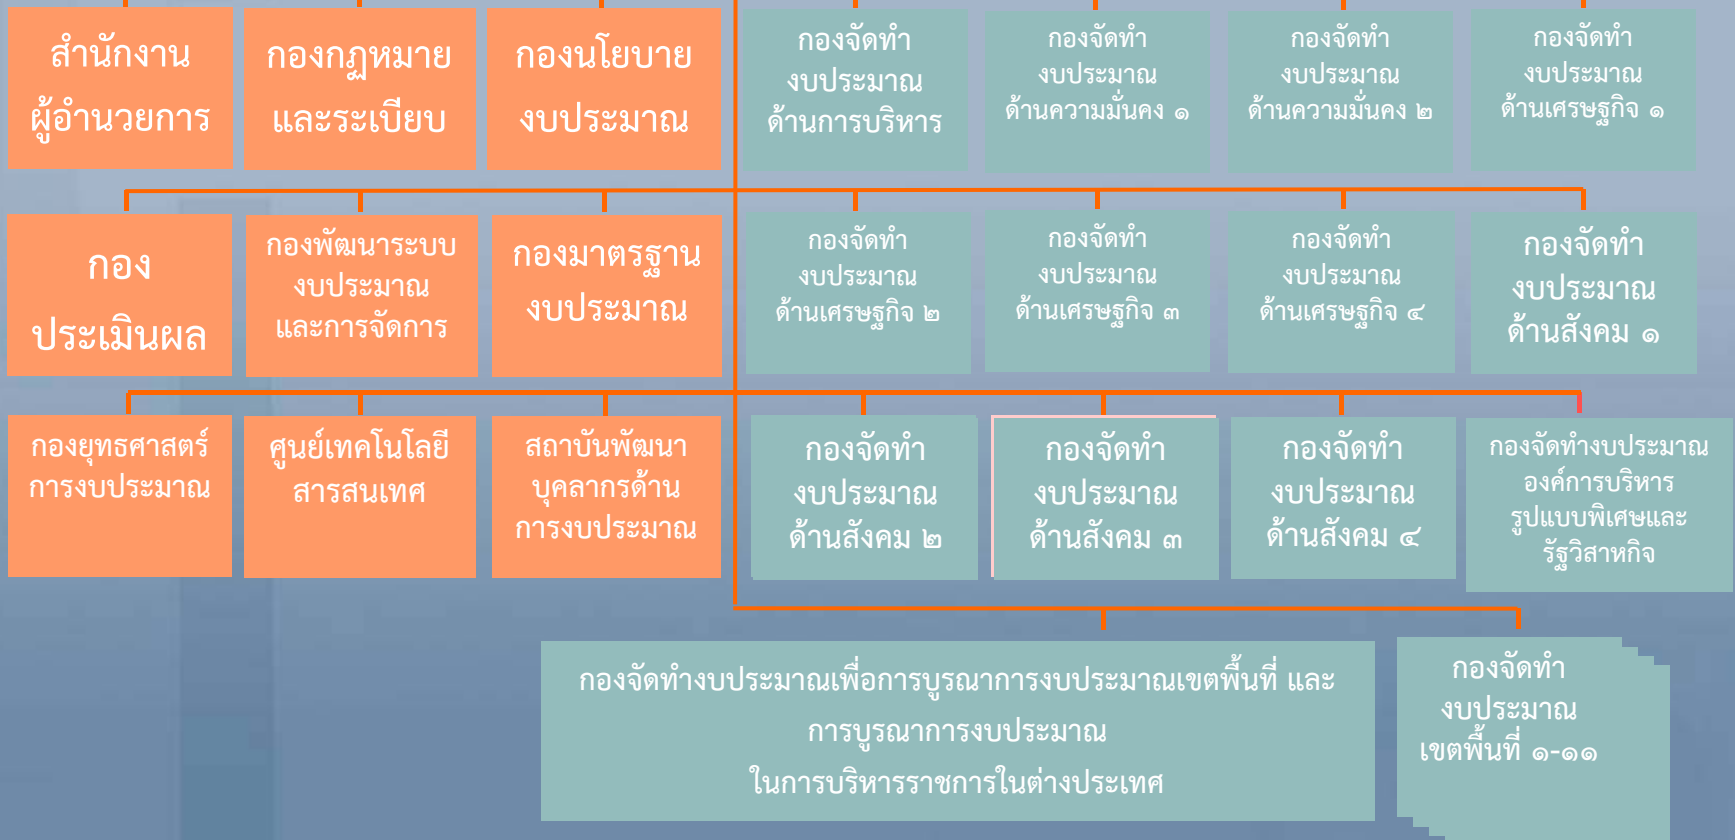 สำนักงาน
ผู้อำนวยการ
กองกฎหมาย
และระเบียบ
กองนโยบาย
งบประมาณ
กองจัดทำ
งบประมาณ
ด้านการบริหาร
กองจัดทำ
งบประมาณ
ด้านความมั่นคง ๑
กองจัดทำ
งบประมาณ
ด้านความมั่นคง ๒
กองจัดทำ
งบประมาณ
ด้านเศรษฐกิจ ๑
กอง
ประเมินผล
กองพัฒนาระบบ
งบประมาณ
และการจัดการ
กองมาตรฐาน
งบประมาณ
กองจัดทำ
งบประมาณ
ด้านเศรษฐกิจ ๒
กองจัดทำ
งบประมาณ
ด้านเศรษฐกิจ ๓
กองจัดทำ
งบประมาณ
ด้านเศรษฐกิจ ๔
กองจัดทำ
งบประมาณ
ด้านสังคม ๑
กองยุทธศาสตร์
การงบประมาณ
ศูนย์เทคโนโลยี
สารสนเทศ
สถาบันพัฒนา
บุคลากรด้าน
การงบประมาณ
กองจัดทำ
งบประมาณ
ด้านสังคม ๒
กองจัดทำ
งบประมาณ
ด้านสังคม ๓
กองจัดทำ
งบประมาณ
ด้านสังคม ๔
กองจัดทำงบประมาณ
องค์การบริหาร
รูปแบบพิเศษและ
รัฐวิสาหกิจ
กองจัดทำงบประมาณเพื่อการบูรณาการงบประมาณเขตพื้นที่ และ
การบูรณาการงบประมาณ
ในการบริหารราชการในต่างประเทศ
กองจัดทำ
งบประมาณ
เขตพื้นที่ ๑-๑๑